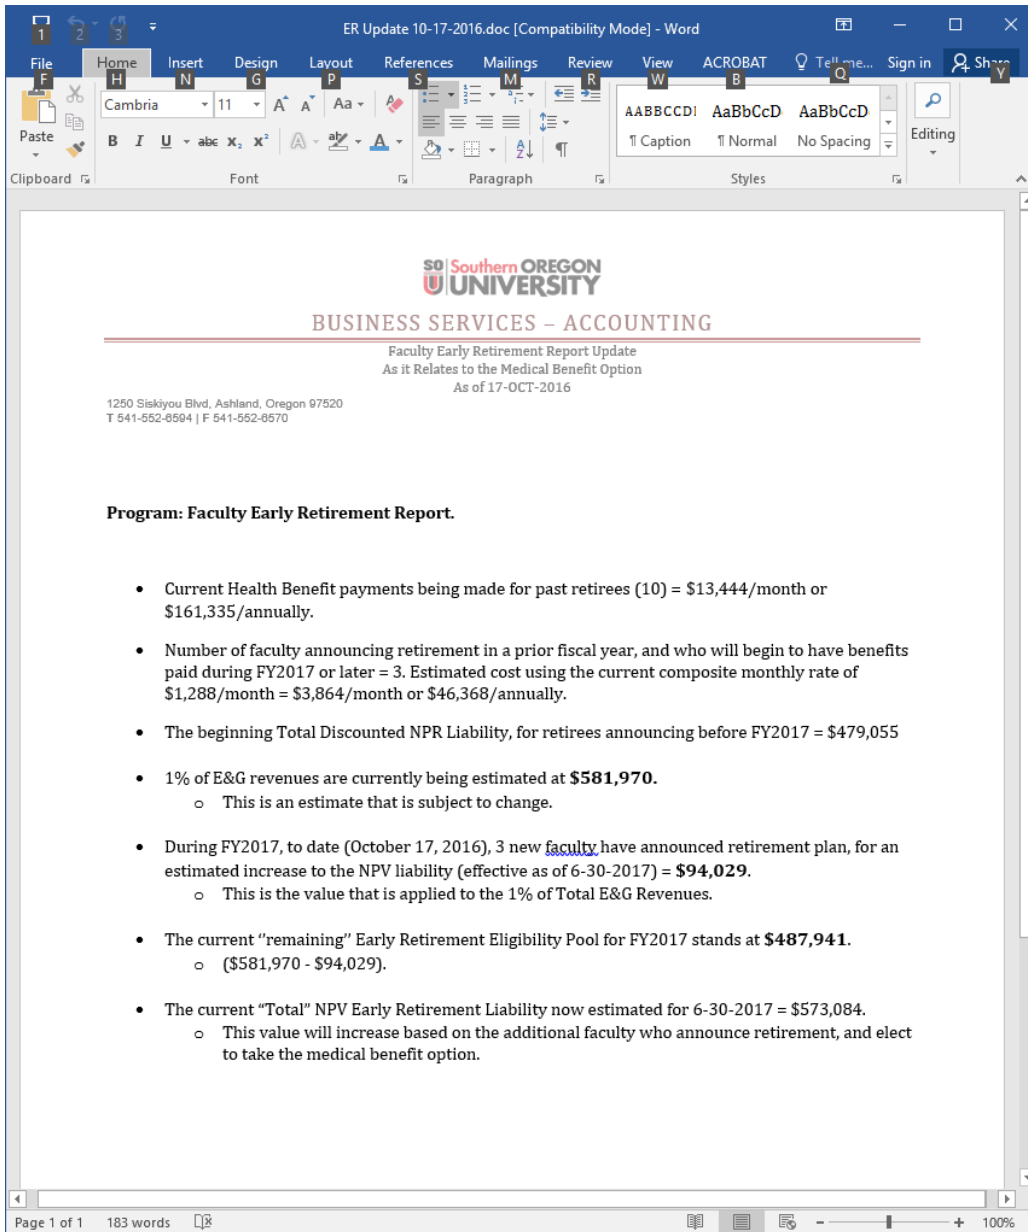 1 2 3 ER Update 10-17-2016.doc [Compatibility Mode] - Word
File Home Insert Design Layout References Mailings Review View ACROBAT Tell me... Sign in Share
F H N G P S M R W B Q Y
Cambria 11 A A Aa AABBCCDI AaBbCcD AaBbCcD
Paste B I U abc x₂ x² A aby A A Z ¶ ¶ Caption ¶ Normal No Spacing Editing
Clipboard Font Paragraph Styles
SO Southern OREGON
U UNIVERSITY
BUSINESS SERVICES – ACCOUNTING
Faculty Early Retirement Report Update
As it Relates to the Medical Benefit Option
As of 17-OCT-2016
1250 Siskiyou Blvd, Ashland, Oregon 97520
T 541-552-6594 | F 541-552-6570
Program: Faculty Early Retirement Report.
• Current Health Benefit payments being made for past retirees (10) = $13,444/month or
$161,335/annually.
• Number of faculty announcing retirement in a prior fiscal year, and who will begin to have benefits
paid during FY2017 or later = 3. Estimated cost using the current composite monthly rate of
$1,288/month = $3,864/month or $46,368/annually.
• The beginning Total Discounted NPR Liability, for retirees announcing before FY2017 = $479,055
• 1% of E&G revenues are currently being estimated at $581,970.
o This is an estimate that is subject to change.
• During FY2017, to date (October 17, 2016), 3 new faculty have announced retirement plan, for an
estimated increase to the NPV liability (effective as of 6-30-2017) = $94,029.
o This is the value that is applied to the 1% of Total E&G Revenues.
• The current ‘’remaining’’ Early Retirement Eligibility Pool for FY2017 stands at $487,941.
o ($581,970 - $94,029).
• The current “Total” NPV Early Retirement Liability now estimated for 6-30-2017 = $573,084.
o This value will increase based on the additional faculty who announce retirement, and elect
to take the medical benefit option.
Page 1 of 1 183 words 100%